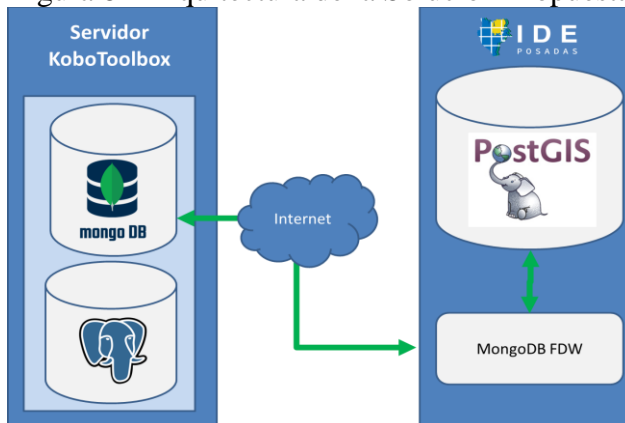 Servidor
KoboToolbox
mongo DB
Internet
IDE
POSADAS
PostGIS
MongoDB FDW